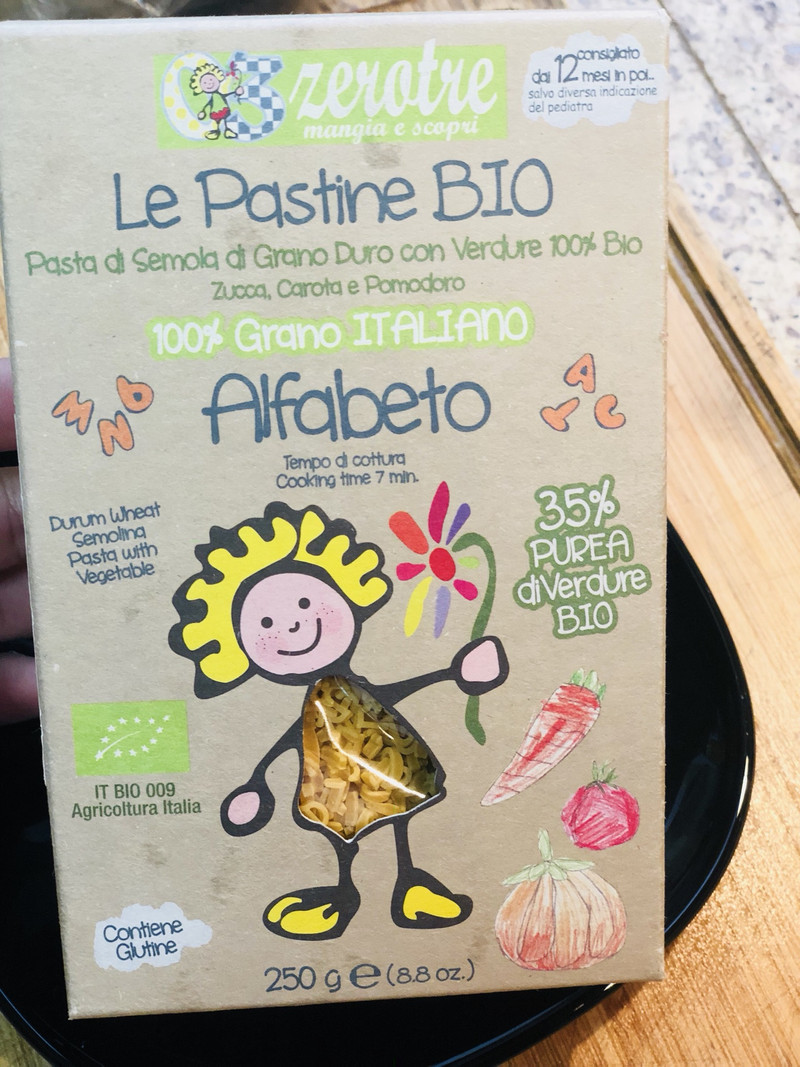 03 zerotre
mangia e scopri
consigliato
dai 12 mesi in poi..
salvo diversa indicazione
del pediatra
Le Pastine BIO
Pasta di Semola di Grano Duro con Verdure 100% Bio
Zucca, Carota e Pomodoro
100% Grano ITALIANO
Alfabeto
M N D
A T C
Tempo di cottura
Cooking time 7 min.
Durum Wheat
Semolina
Pasta with
Vegetable
35%
PUREA
di Verdure
BIO
IT BIO 009
Agricoltura Italia
Contiene
Glutine
250 g e (8.8 oz.)